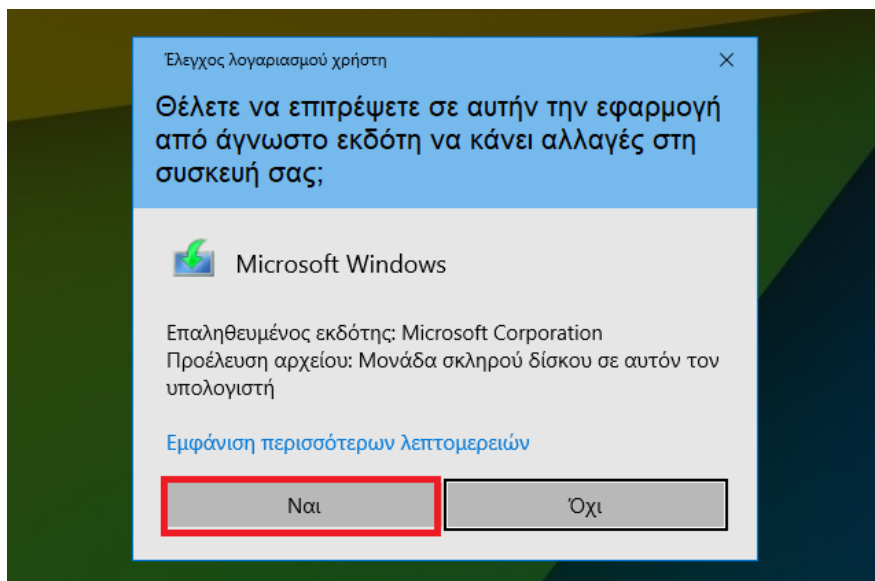 Έλεγχος λογαριασμού χρήστη
Θέλετε να επιτρέψετε σε αυτήν την εφαρμογή
από άγνωστο εκδότη να κάνει αλλαγές στη
συσκευή σας;
Microsoft Windows
Επαληθευμένος εκδότης: Microsoft Corporation
Προέλευση αρχείου: Μονάδα σκληρού δίσκου σε αυτόν τον
υπολογιστή
Εμφάνιση περισσότερων λεπτομερειών
Ναι
Όχι